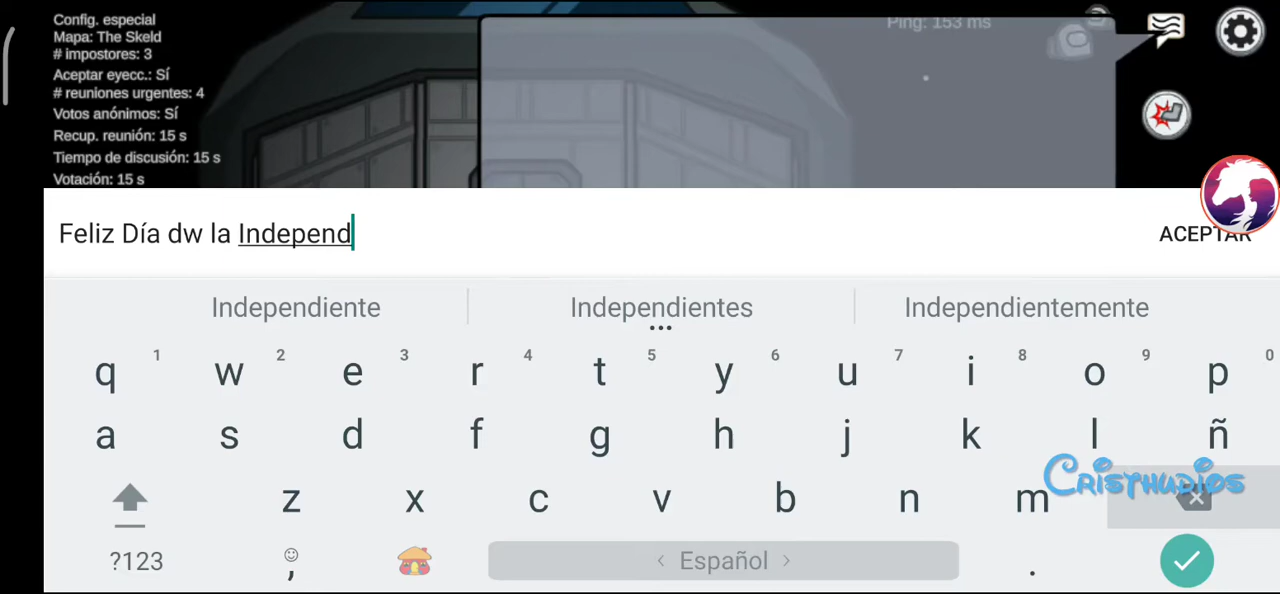 Config. especial
Mapa: The Skeld
# impostores: 3
Aceptar eyecc.: Sí
# reuniones urgentes: 4
Votos anónimos: Sí
Recup. reunión: 15 s
Tiempo de discusión: 15 s
Votación: 15 s
Ping: 153 ms
Feliz Día dw la Independ
ACEPTAR
Independiente Independientes Independientemente
1 2 3 4 5 6 7 8 9 0
q w e r t y u i o p
a s d f g h j k l ñ
Cristhudios
z x c v b n m
?123 , < Español > .